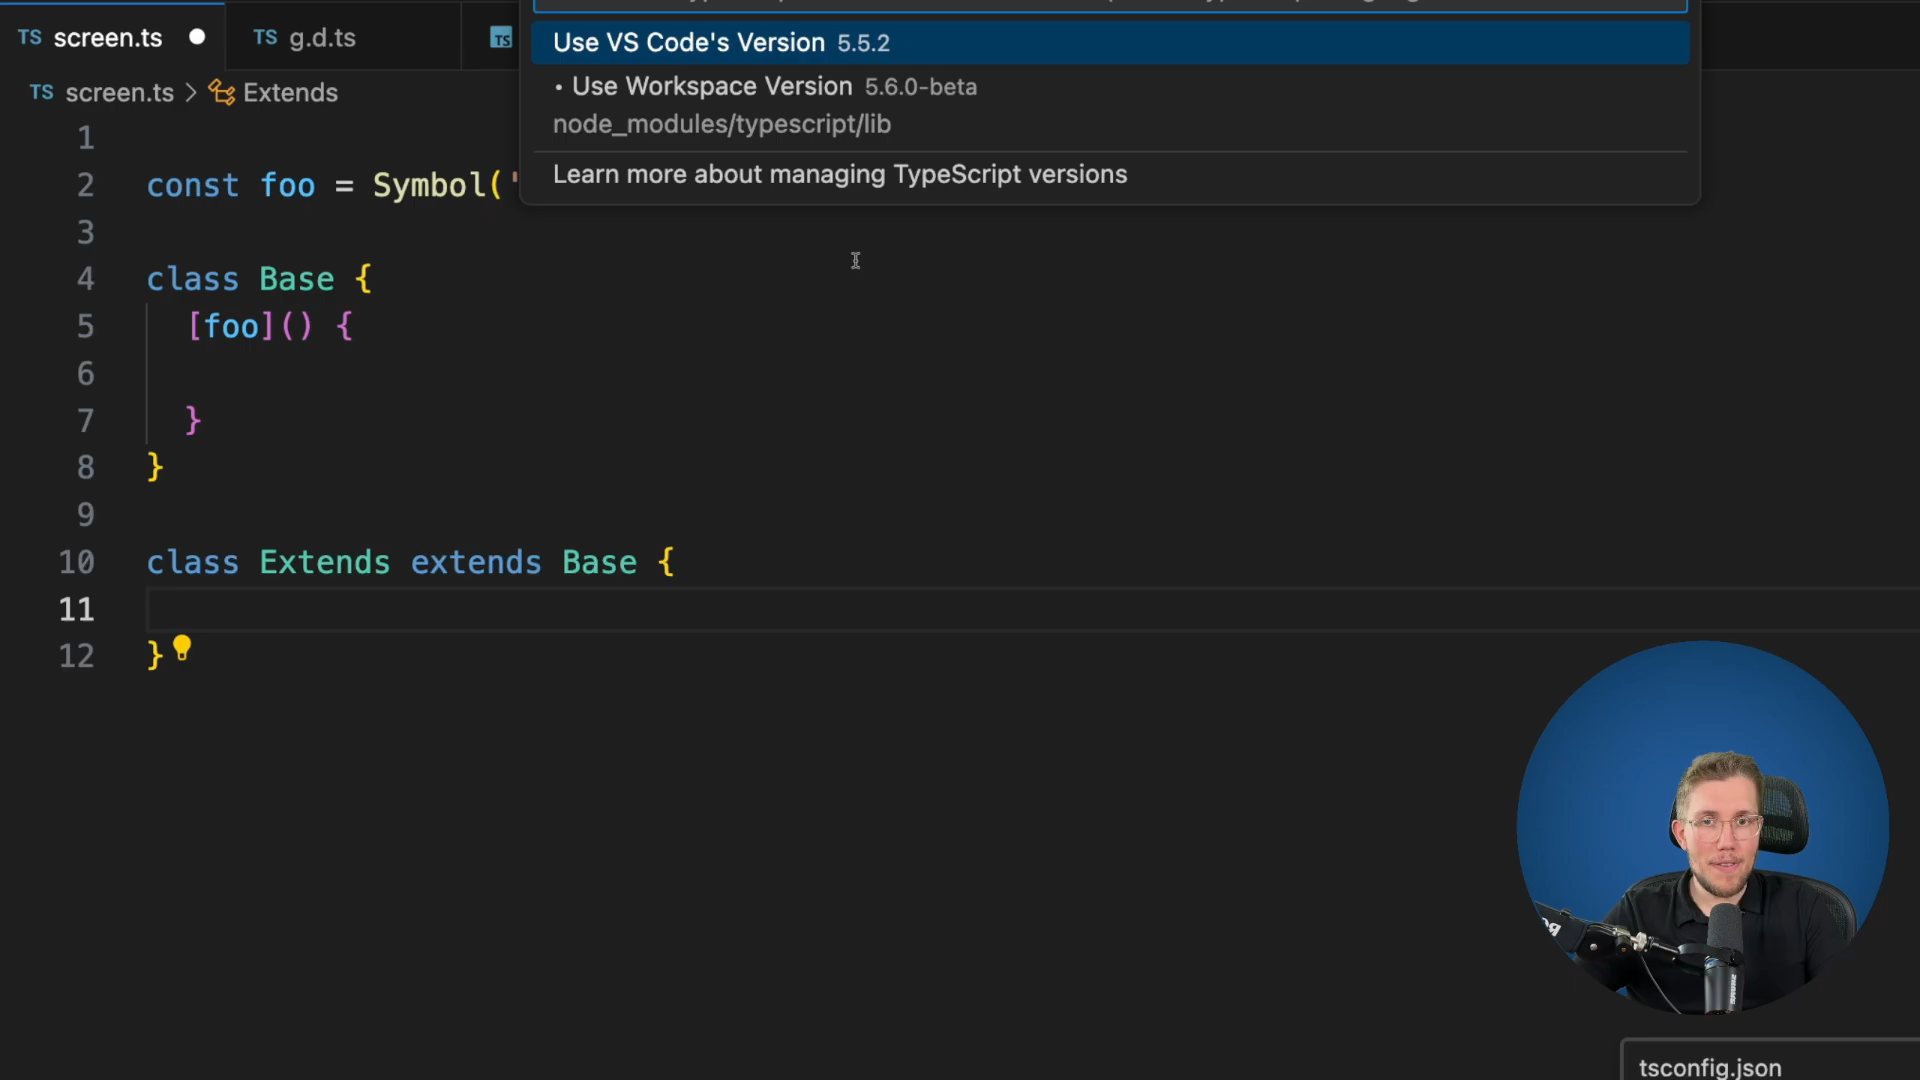 TS screen.ts
TS g.d.ts
TS
Use VS Code's Version 5.5.2
• Use Workspace Version 5.6.0-beta
node_modules/typescript/lib
Learn more about managing TypeScript versions
TS screen.ts > Extends
1
2 const foo = Symbol('
3
4 class Base {
5 [foo]() {
6
7 }
8 }
9
10 class Extends extends Base {
11
12 }
tsconfig.json